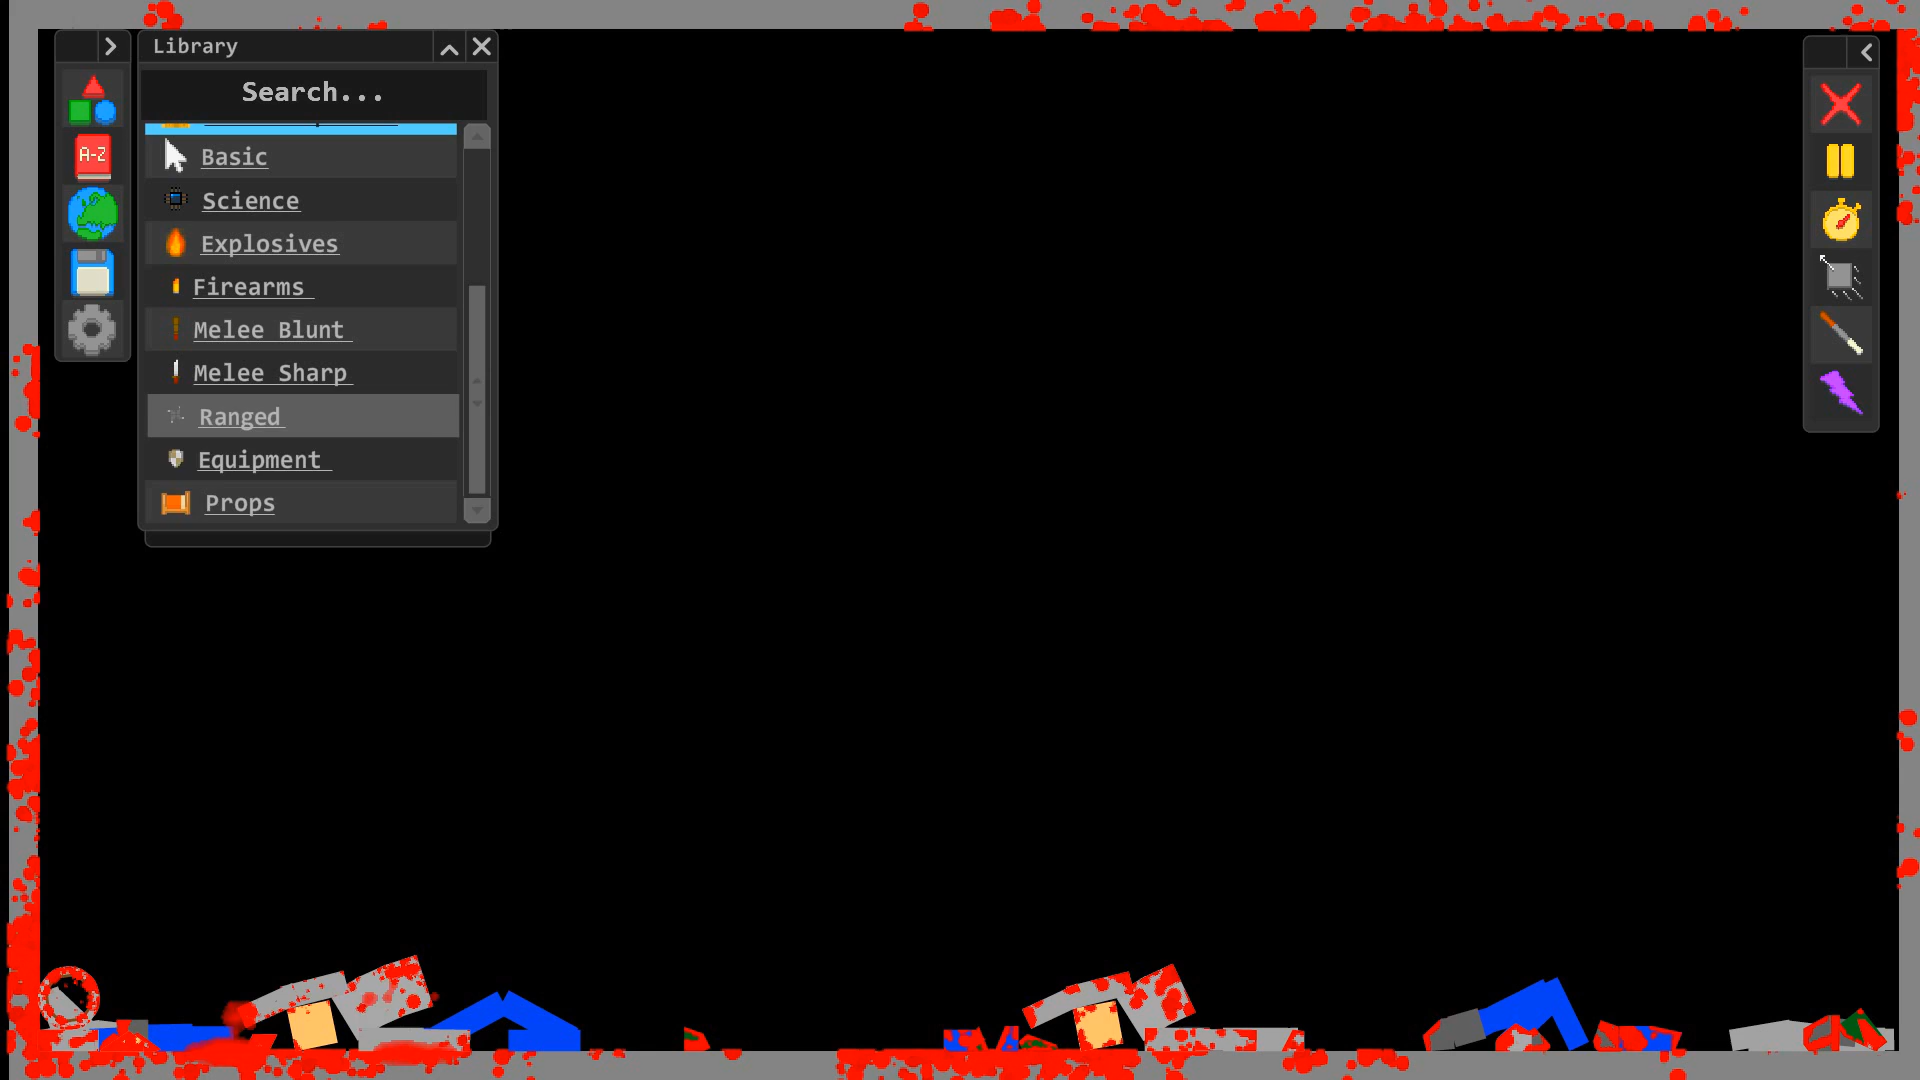 Library
Search...
A-Z
Basic
Science
Explosives
Firearms
Melee Blunt
Melee Sharp
Ranged
Equipment
Props